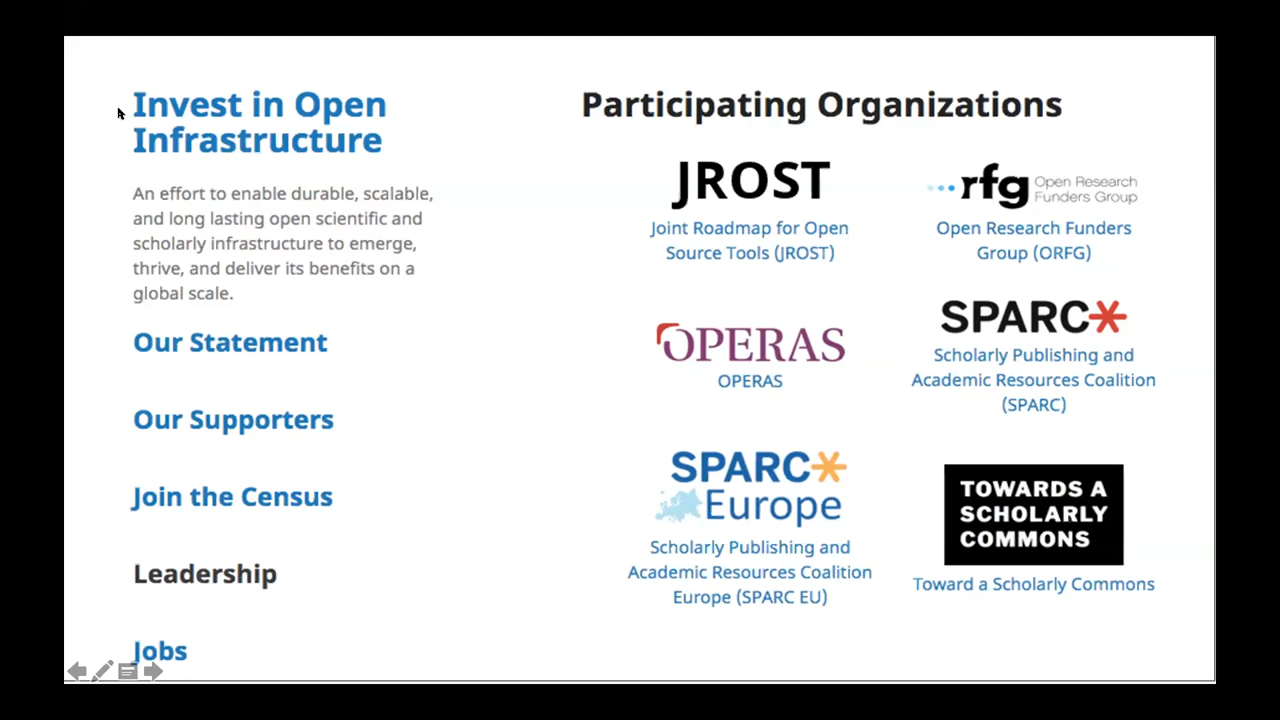 Invest in Open
Infrastructure
An effort to enable durable, scalable,
and long lasting open scientific and
scholarly infrastructure to emerge,
thrive, and deliver its benefits on a
global scale.
Our Statement
Our Supporters
Join the Census
Leadership
Jobs
Participating Organizations
JROST
Joint Roadmap for Open
Source Tools (JROST)
rfg Open Research
Funders Group
Open Research Funders
Group (ORFG)
OPERAS
OPERAS
SPARC
Scholarly Publishing and
Academic Resources Coalition
(SPARC)
SPARC
Europe
Scholarly Publishing and
Academic Resources Coalition
Europe (SPARC EU)
TOWARDS A
SCHOLARLY
COMMONS
Toward a Scholarly Commons